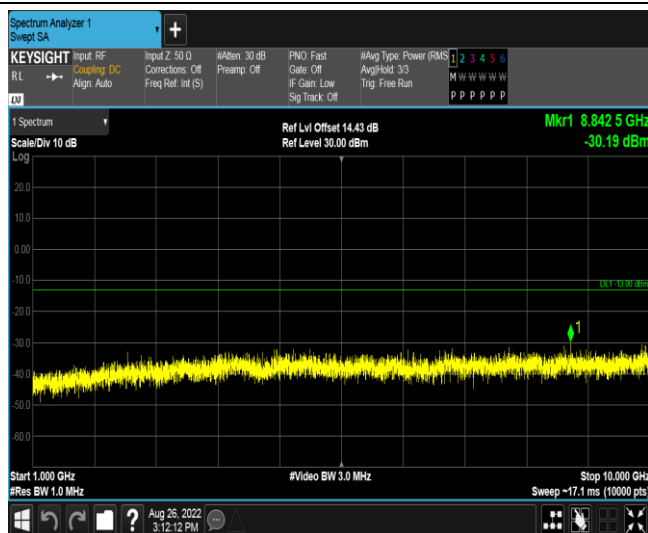 Spectrum Analyzer 1
Swept SA
+
KEYSIGHT
RL
LXI
Input: RF
Coupling: DC
Align: Auto
Input Z: 50 Ω
Corrections: Off
Freq Ref: Int (S)
#Atten: 30 dB
Preamp: Off
PNO: Fast
Gate: Off
IF Gain: Low
Sig Track: Off
#Avg Type: Power (RMS
Avg|Hold: 3/3
Trig: Free Run
1 2 3 4 5 6
M W W W W W
P P P P P P
1 Spectrum
Scale/Div 10 dB
Ref Lvl Offset 14.43 dB
Ref Level 30.00 dBm
Mkr1 8.842 5 GHz
-30.19 dBm
Log
20.0
10.0
0.00
-10.0
DL1 -13.00 dBm
-20.0
1
-30.0
-40.0
-50.0
-60.0
Start 1.000 GHz
#Video BW 3.0 MHz
Stop 10.000 GHz
#Res BW 1.0 MHz
Sweep ~17.1 ms (10000 pts)
?
Aug 26, 2022
3:12:12 PM